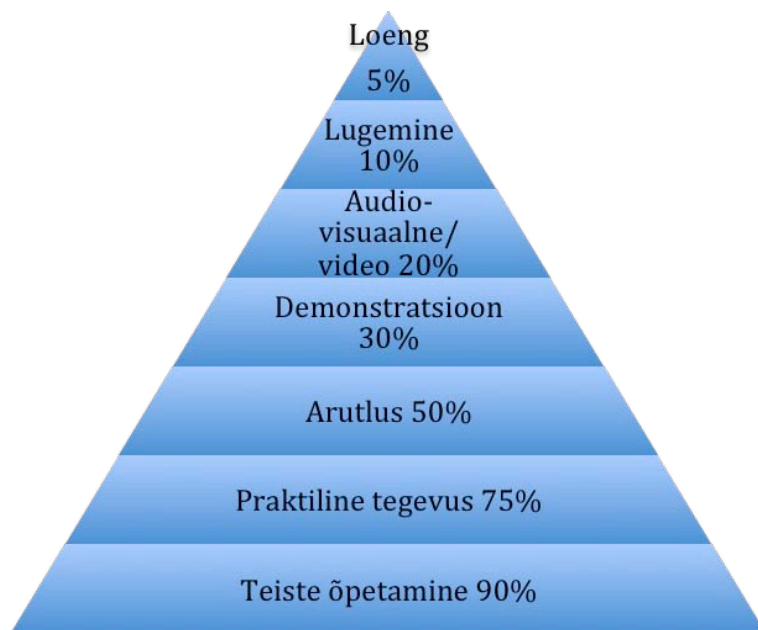 Loeng
5%
Lugemine
10%
Audio-
visuaalne/
video 20%
Demonstratsioon
30%
Arutlus 50%
Praktiline tegevus 75%
Teiste õpetamine 90%